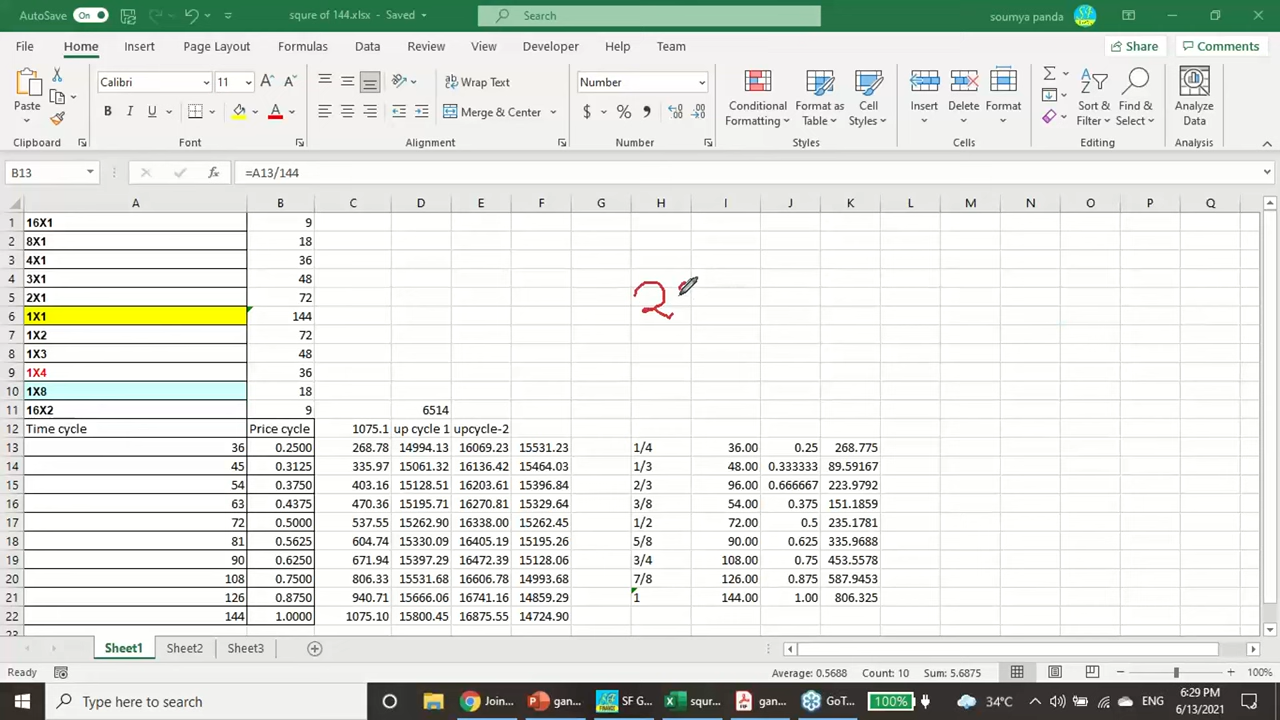 AutoSave On squre of 144.xlsx - Saved Search soumya panda
File Home Insert Page Layout Formulas Data Review View Developer Help Team Share Comments
Paste Calibri 11 Wrap Text Number Conditional Formatting Format as Table Cell Styles Insert Delete Format Sort & Filter Find & Select Analyze Data
B I U A Merge & Center $ % ,
Clipboard Font Alignment Number Styles Cells Editing Analysis
B13 fx =A13/144
A B C D E F G H I J K L M N O P Q
1 16X1 9
2 8X1 18
3 4X1 36
4 3X1 48
5 2X1 72
6 1X1 144
7 1X2 72
8 1X3 48
9 1X4 36
10 1X8 18
11 16X2 9 6514
12 Time cycle Price cycle 1075.1 up cycle 1 upcycle-2
13 36 0.2500 268.78 14994.13 16069.23 15531.23 1/4 36.00 0.25 268.775
14 45 0.3125 335.97 15061.32 16136.42 15464.03 1/3 48.00 0.333333 89.59167
15 54 0.3750 403.16 15128.51 16203.61 15396.84 2/3 96.00 0.666667 223.9792
16 63 0.4375 470.36 15195.71 16270.81 15329.64 3/8 54.00 0.375 151.1859
17 72 0.5000 537.55 15262.90 16338.00 15262.45 1/2 72.00 0.5 235.1781
18 81 0.5625 604.74 15330.09 16405.19 15195.26 5/8 90.00 0.625 335.9688
19 90 0.6250 671.94 15397.29 16472.39 15128.06 3/4 108.00 0.75 453.5578
20 108 0.7500 806.33 15531.68 16606.78 14993.68 7/8 126.00 0.875 587.9453
21 126 0.8750 940.71 15666.06 16741.16 14859.29 1 144.00 1.00 806.325
22 144 1.0000 1075.10 15800.45 16875.55 14724.90
2
Sheet1 Sheet2 Sheet3
Ready Average: 0.5688 Count: 10 Sum: 5.6875 100%
Type here to search Join... gan... SF G... squr... gan... GoT... 100% 34°C ENG 6:29 PM 6/13/2021